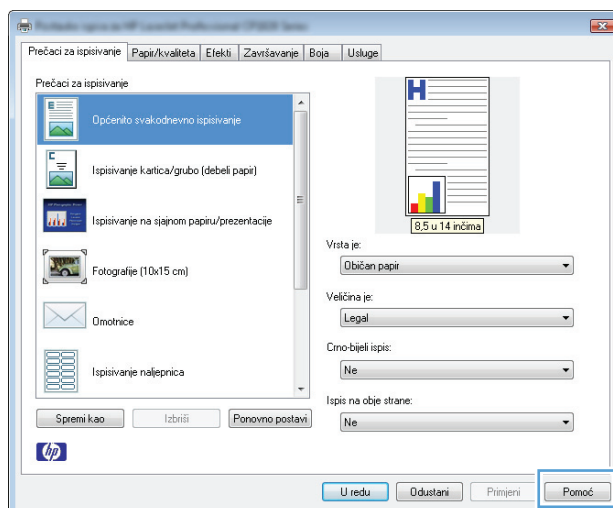 Prečaci za ispisivanje
Papir/kvaliteta
Efekti
Završavanje
Boja
Usluge
Prečaci za ispisivanje
Općenito svakodnevno ispisivanje
Ispisivanje kartica/grubo (debeli papir)
Ispisivanje na sjajnom papiru/prezentacije
Fotografije (10x15 cm)
Omotnice
Ispisivanje naljepnica
Spremi kao
Izbriši
Ponovno postavi
8,5 u 14 inčima
Vrsta je:
Običan papir
Veličina je:
Legal
Crno-bijeli ispis:
Ne
Ispis na obje strane:
Ne
hp
U redu
Odustani
Primjeni
Pomoć